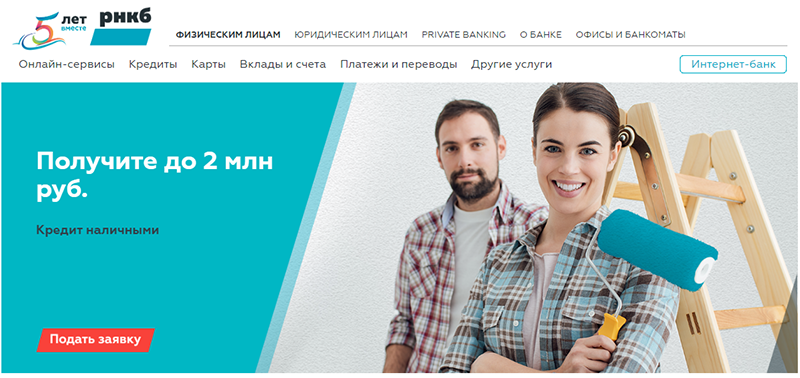 5 лет
вместе
рнкб
ФИЗИЧЕСКИМ ЛИЦАМ ЮРИДИЧЕСКИМ ЛИЦАМ PRIVATE BANKING О БАНКЕ ОФИСЫ И БАНКОМАТЫ
Онлайн-сервисы Кредиты Карты Вклады и счета Платежи и переводы Другие услуги Интернет-банк
Получите до 2 млн
руб.
Кредит наличными
Подать заявку